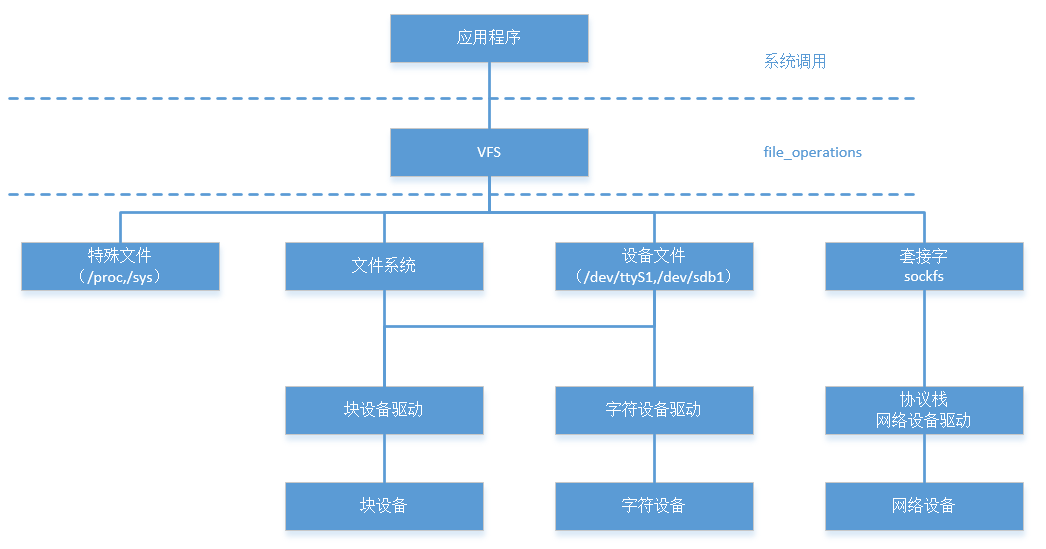 应用程序
系统调用
VFS
file_operations
特殊文件
（/proc,/sys）
文件系统
设备文件
（/dev/ttyS1,/dev/sdb1）
套接字
sockfs
块设备驱动
字符设备驱动
协议栈
网络设备驱动
块设备
字符设备
网络设备